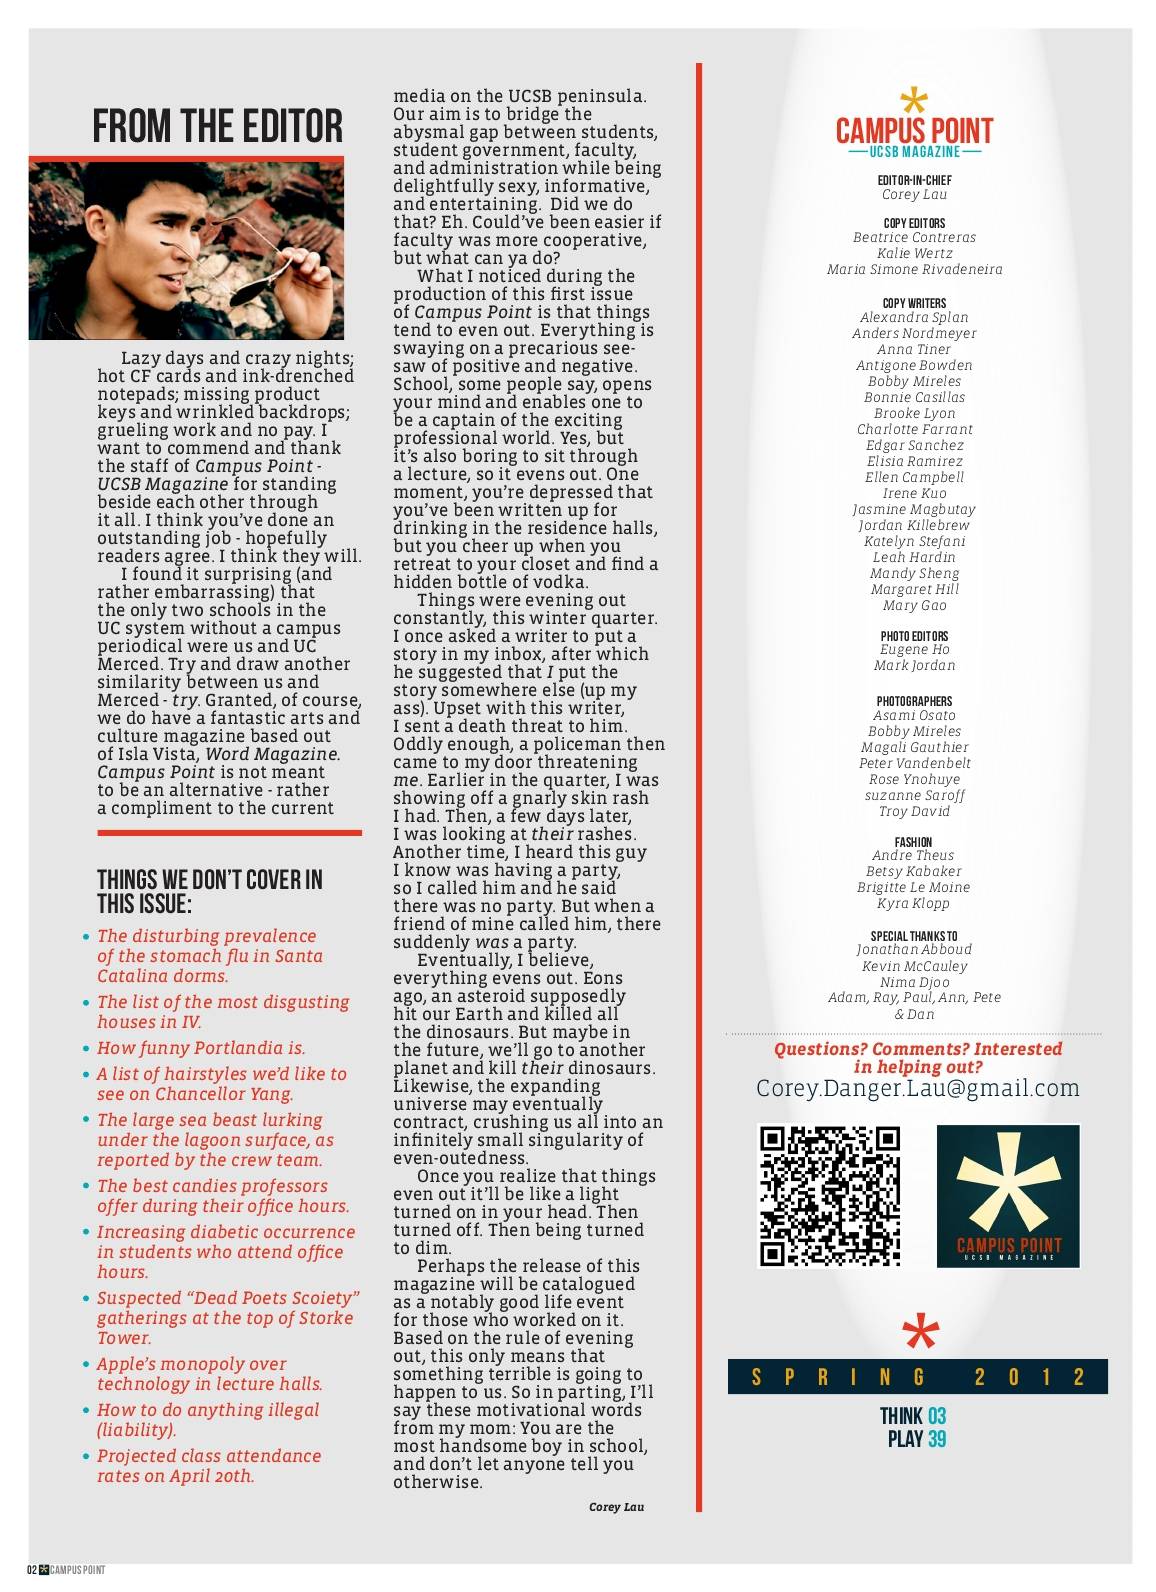 FROM THE EDITOR
Lazy days and crazy nights;
hot CF cards and ink-drenched
notepads; missing product
keys and wrinkled backdrops;
grueling work and no pay. I
want to commend and thank
the staff of Campus Point -
UCSB Magazine for standing
beside each other through
it all. I think you've done an
outstanding job - hopefully
readers agree. I think they will.
I found it surprising (and
rather embarrassing) that
the only two schools in the
UC system without a campus
periodical were us and UC
Merced. Try and draw another
similarity between us and
Merced - try. Granted, of course,
we do have a fantastic arts and
culture magazine based out
of Isla Vista, Word Magazine.
Campus Point is not meant
to be an alternative - rather
a compliment to the current
media on the UCSB peninsula.
Our aim is to bridge the
abysmal gap between students,
student government, faculty,
and administration while being
delightfully sexy, informative,
and entertaining. Did we do
that? Eh. Could've been easier if
faculty was more cooperative,
but what can ya do?
What I noticed during the
production of this first issue
of Campus Point is that things
tend to even out. Everything is
swaying on a precarious see-
saw of positive and negative.
School, some people say, opens
your mind and enables one to
be a captain of the exciting
professional world. Yes, but
it's also boring to sit through
a lecture, so it evens out. One
moment, you're depressed that
you've been written up for
drinking in the residence halls,
but you cheer up when you
retreat to your closet and find a
hidden bottle of vodka.
Things were evening out
constantly, this winter quarter.
I once asked a writer to put a
story in my inbox, after which
he suggested that I put the
story somewhere else (up my
ass). Upset with this writer,
I sent a death threat to him.
Oddly enough, a policeman then
came to my door threatening
me. Earlier in the quarter, I was
showing off a gnarly skin rash
I had. Then, a few days later,
I was looking at their rashes.
Another time, I heard this guy
I know was having a party,
so I called him and he said
there was no party. But when a
friend of mine called him, there
suddenly was a party.
Eventually, I believe,
everything evens out. Eons
ago, an asteroid supposedly
hit our Earth and killed all
the dinosaurs. But maybe in
the future, we'll go to another
planet and kill their dinosaurs.
Likewise, the expanding
universe may eventually
contract, crushing us all into an
infinitely small singularity of
even-outedness.
Once you realize that things
even out it'll be like a light
turned on in your head. Then
turned off. Then being turned
to dim.
Perhaps the release of this
magazine will be catalogued
as a notably good life event
for those who worked on it.
Based on the rule of evening
out, this only means that
something terrible is going to
happen to us. So in parting, I'll
say these motivational words
from my mom: You are the
most handsome boy in school,
and don't let anyone tell you
otherwise.
Corey Lau
THINGS WE DON'T COVER IN
THIS ISSUE:
• The disturbing prevalence
of the stomach flu in Santa
Catalina dorms.
• The list of the most disgusting
houses in IV.
• How funny Portlandia is.
• A list of hairstyles we'd like to
see on Chancellor Yang.
• The large sea beast lurking
under the lagoon surface, as
reported by the crew team.
• The best candies professors
offer during their office hours.
• Increasing diabetic occurrence
in students who attend office
hours.
• Suspected "Dead Poets Scoiety"
gatherings at the top of Storke
Tower.
• Apple's monopoly over
technology in lecture halls.
• How to do anything illegal
(liability).
• Projected class attendance
rates on April 20th.
CAMPUS POINT
UCSB MAGAZINE
EDITOR-IN-CHIEF
Corey Lau
COPY EDITORS
Beatrice Contreras
Kalie Wertz
Maria Simone Rivadeneira
COPY WRITERS
Alexandra Splan
Anders Nordmeyer
Anna Tiner
Antigone Bowden
Bobby Mireles
Bonnie Casillas
Brooke Lyon
Charlotte Farrant
Edgar Sanchez
Elisia Ramirez
Ellen Campbell
Irene Kuo
Jasmine Magbutay
Jordan Killebrew
Katelyn Stefani
Leah Hardin
Mandy Sheng
Margaret Hill
Mary Gao
PHOTO EDITORS
Eugene Ho
Mark Jordan
PHOTOGRAPHERS
Asami Osato
Bobby Mireles
Magali Gauthier
Peter Vandenbelt
Rose Ynohuye
suzanne Saroff
Troy David
FASHION
Andre Theus
Betsy Kabaker
Brigitte Le Moine
Kyra Klopp
SPECIAL THANKS TO
Jonathan Abboud
Kevin McCauley
Nima Djoo
Adam, Ray, Paul, Ann, Pete
& Dan
Questions? Comments? Interested
in helping out?
Corey.Danger.Lau@gmail.com
CAMPUS POINT
UCSB MAGAZINE
SPRING 2012
THINK 03
PLAY 39
02 CAMPUS POINT